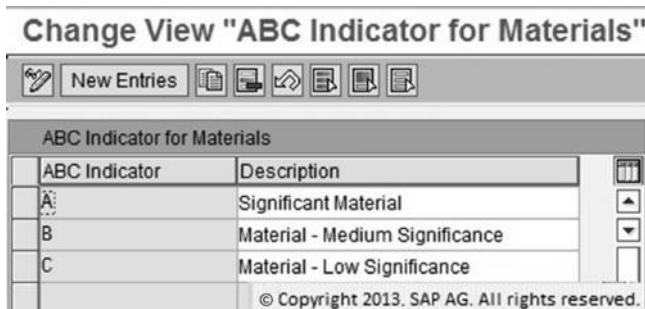 Change View "ABC Indicator for Materials"
New Entries
ABC Indicator for Materials
ABC Indicator Description
A Significant Material
B Material - Medium Significance
C Material - Low Significance
© Copyright 2013. SAP AG. All rights reserved.